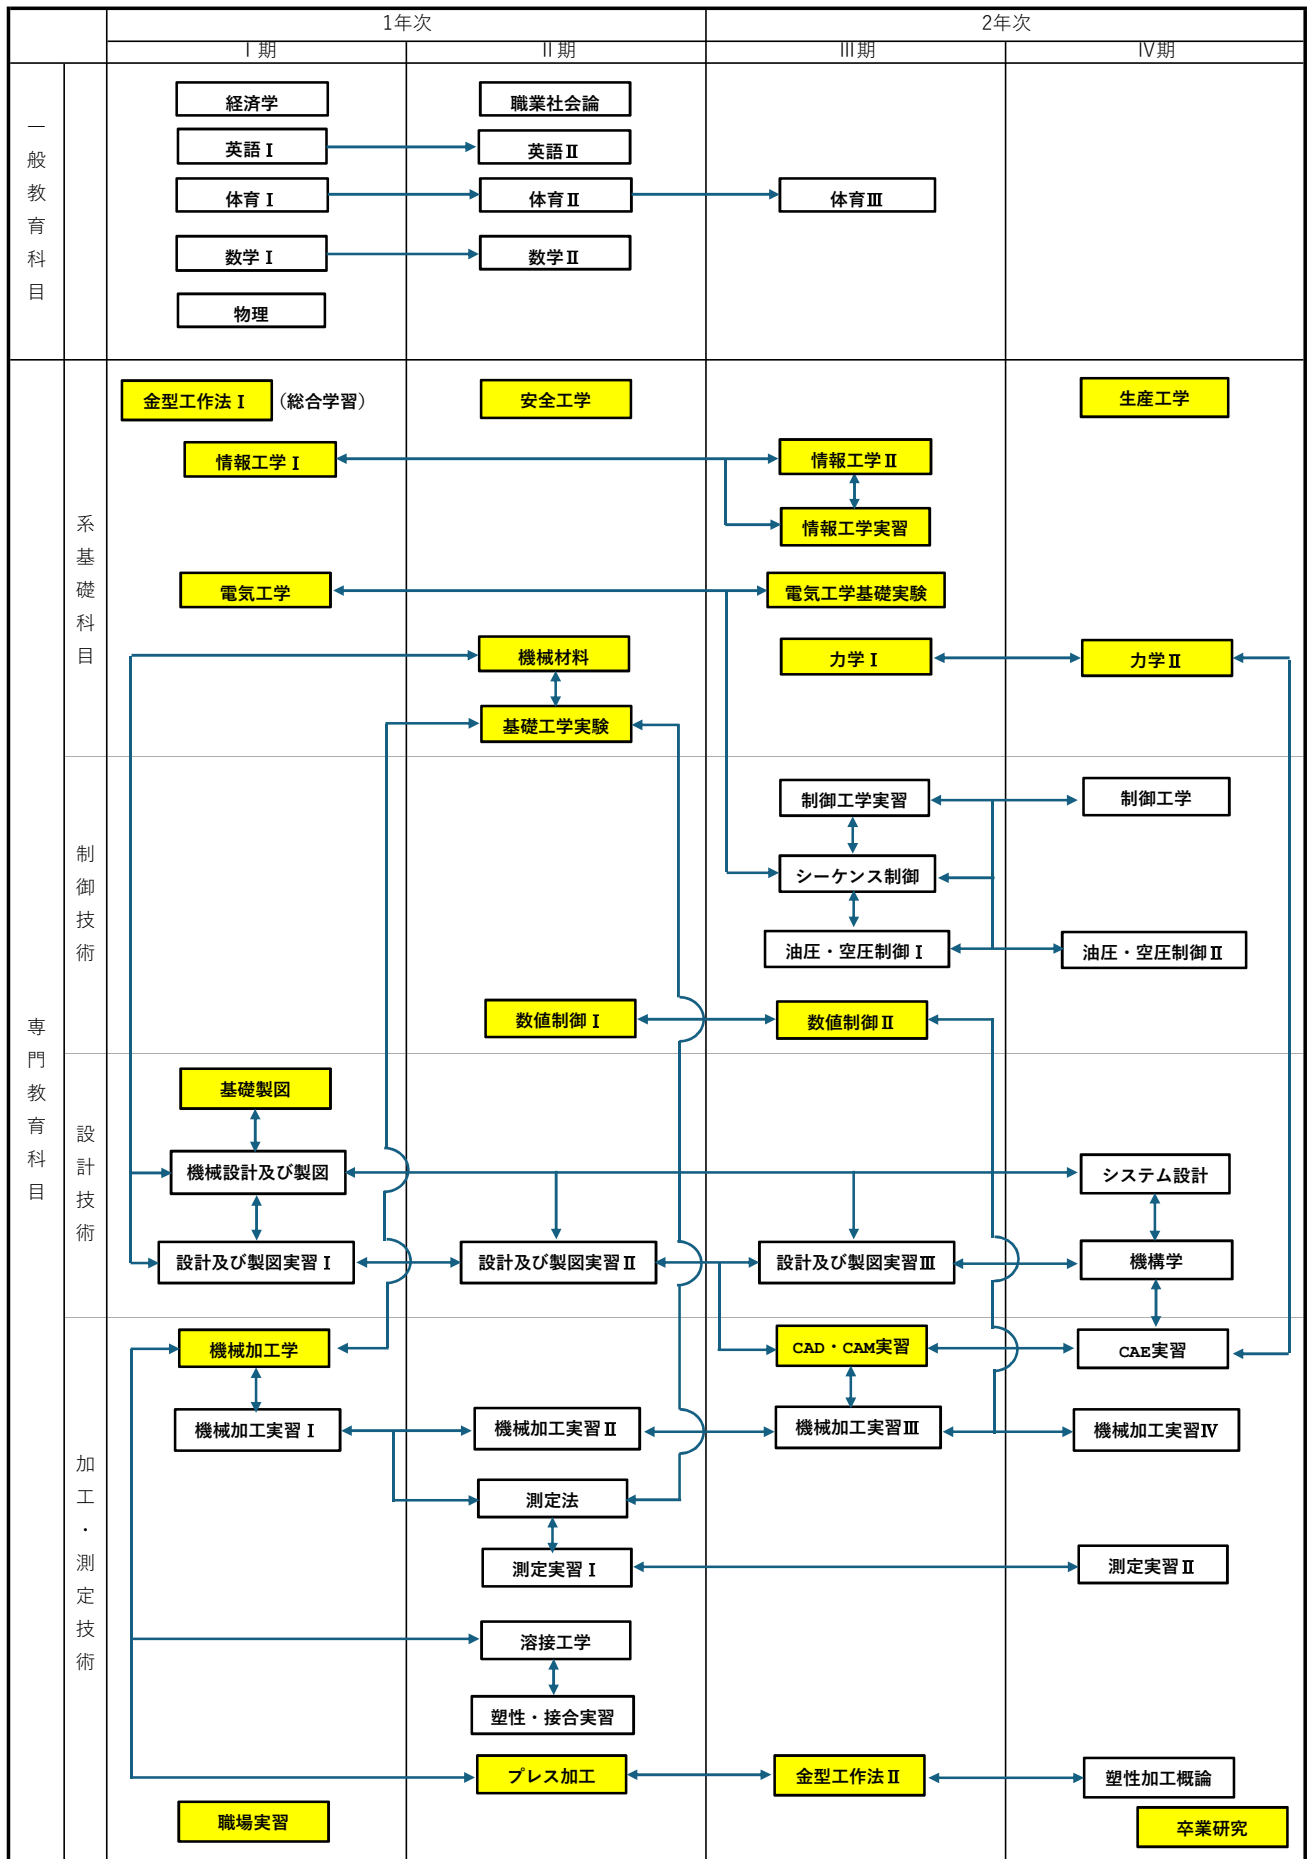 1年次
2年次
Ⅰ期
Ⅱ期
Ⅲ期
Ⅳ期
一般教育科目
経済学
職業社会論
英語Ⅰ
英語Ⅱ
体育Ⅰ
体育Ⅱ
体育Ⅲ
数学Ⅰ
数学Ⅱ
物理
専門教育科目
系基礎科目
金型工作法Ⅰ
(総合学習)
安全工学
生産工学
情報工学Ⅰ
情報工学Ⅱ
情報工学実習
電気工学
電気工学基礎実験
機械材料
力学Ⅰ
力学Ⅱ
基礎工学実験
制御技術
制御工学実習
制御工学
シーケンス制御
油圧・空圧制御Ⅰ
油圧・空圧制御Ⅱ
数値制御Ⅰ
数値制御Ⅱ
設計技術
基礎製図
機械設計及び製図
システム設計
設計及び製図実習Ⅰ
設計及び製図実習Ⅱ
設計及び製図実習Ⅲ
機構学
加工・測定技術
機械加工学
CAD・CAM実習
CAE実習
機械加工実習Ⅰ
機械加工実習Ⅱ
機械加工実習Ⅲ
機械加工実習Ⅳ
測定法
測定実習Ⅰ
測定実習Ⅱ
溶接工学
塑性・接合実習
プレス加工
金型工作法Ⅱ
塑性加工概論
職場実習
卒業研究